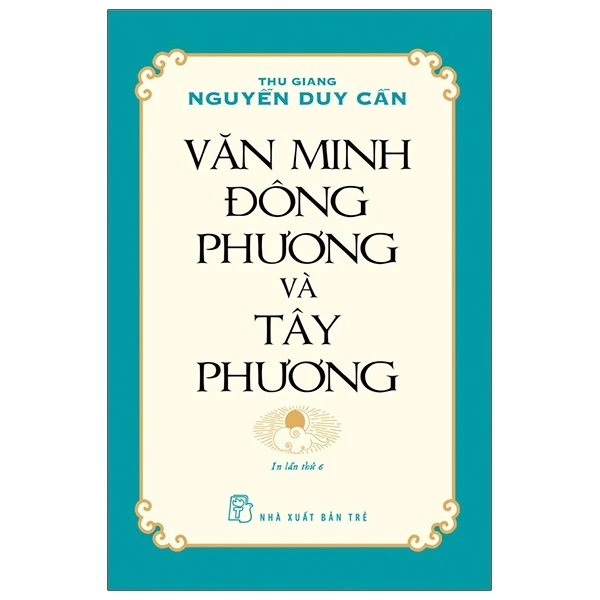 THU GIANG
NGUYỄN DUY CẦN
VĂN MINH
ĐÔNG
PHƯƠNG
VÀ
TÂY
PHƯƠNG
In lần thứ 6
NHÀ XUẤT BẢN TRẺ